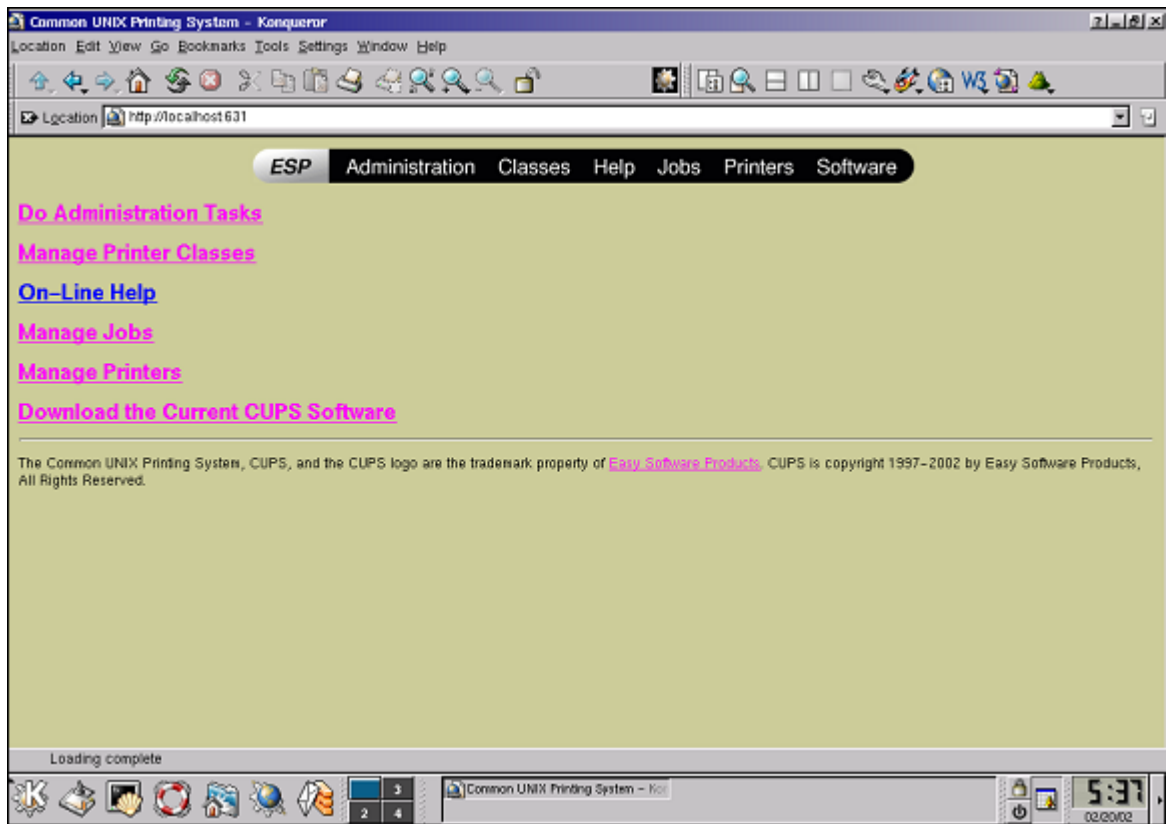 Common UNIX Printing System – Konqueror
Location Edit View Go Bookmarks Tools Settings Window Help
Location http://localhost:631
ESP Administration Classes Help Jobs Printers Software
Do Administration Tasks
Manage Printer Classes
On–Line Help
Manage Jobs
Manage Printers
Download the Current CUPS Software
The Common UNIX Printing System, CUPS, and the CUPS logo are the trademark property of Easy Software Products. CUPS is copyright 1997–2002 by Easy Software Products,
All Rights Reserved.
Loading complete
3
2 4
Common UNIX Printing System – Kon
5:37
02/20/02